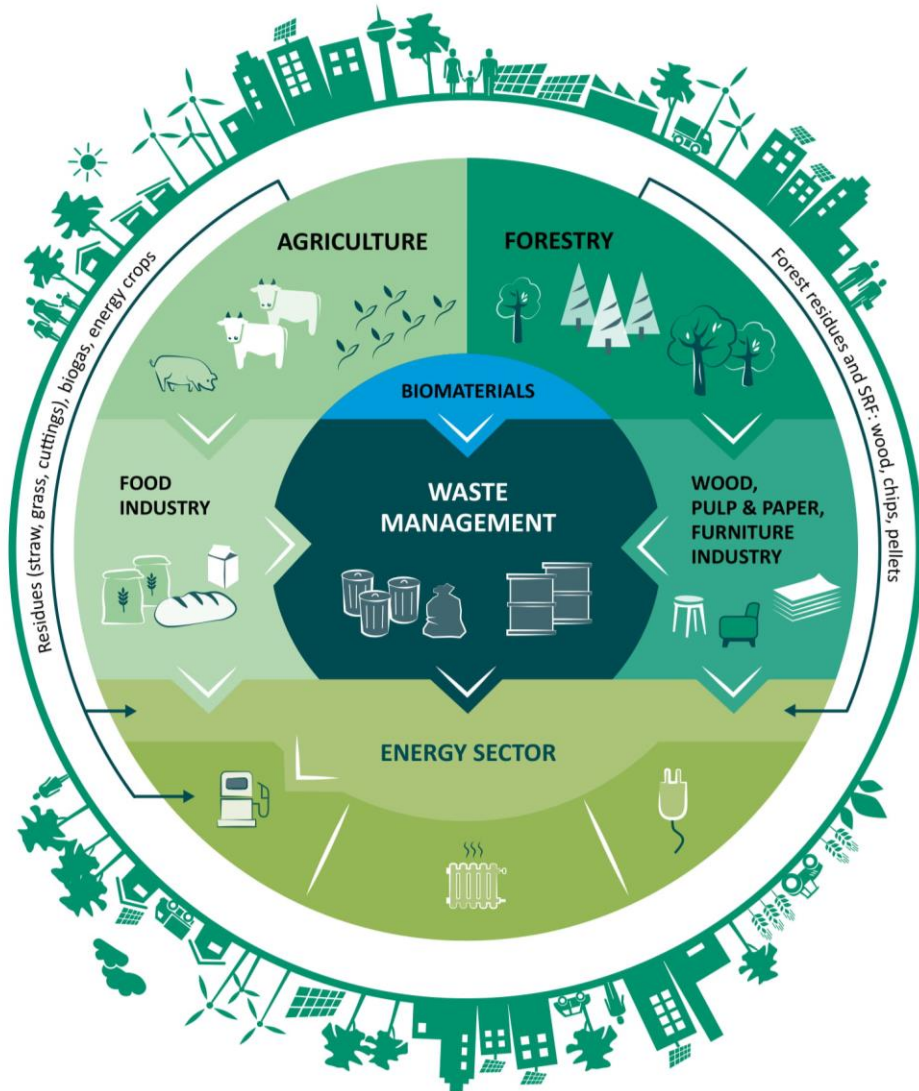 AGRICULTURE
FORESTRY
BIOMATERIALS
FOOD
INDUSTRY
WASTE
MANAGEMENT
WOOD,
PULP & PAPER,
FURNITURE
INDUSTRY
ENERGY SECTOR
Residues (straw, grass, cuttings), biogas, energy crops
Forest residues and SRF: wood, chips, pellets